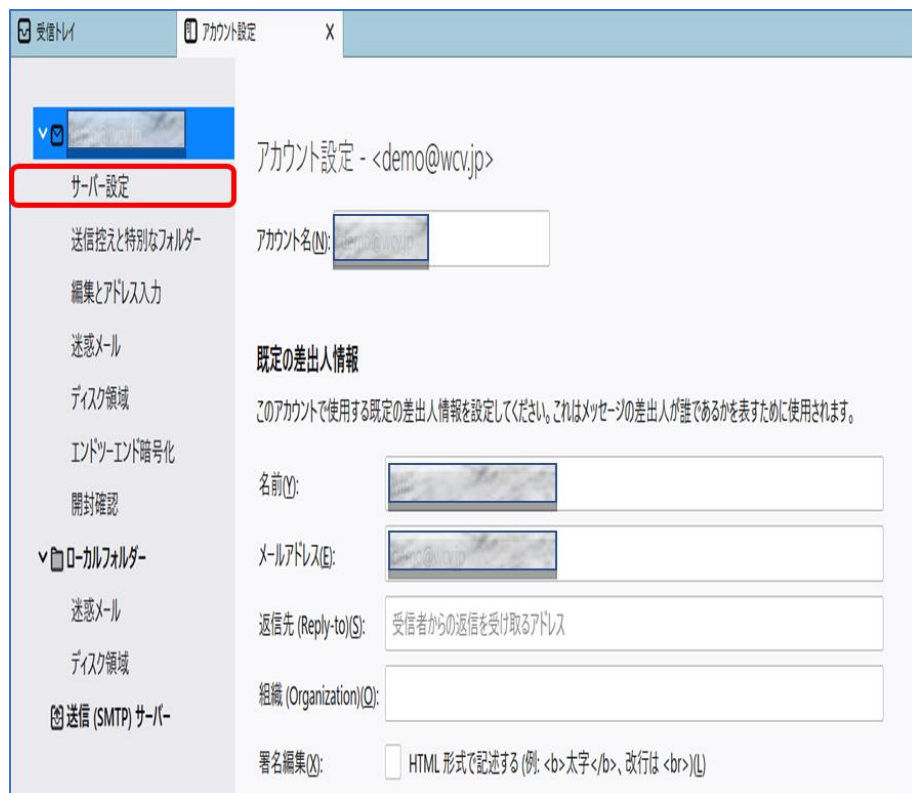 受信トレイ
アカウント設定 X
サーバー設定
送信控えと特別なフォルダー
編集とアドレス入力
迷惑メール
ディスク領域
エンドツーエンド暗号化
開封確認
ローカルフォルダー
迷惑メール
ディスク領域
送信 (SMTP) サーバー
アカウント設定 - <demo@wcv.jp>
アカウント名(N):
既定の差出人情報
このアカウントで使用する既定の差出人情報を設定してください。これはメッセージの差出人が誰であるかを表すために使用されます。
名前(Y):
メールアドレス(E):
返信先 (Reply-to)(S): 受信者からの返信を受け取るアドレス
組織 (Organization)(O):
署名編集(X): HTML 形式で記述する (例: <b>太字</b>、改行は <br>)(L)